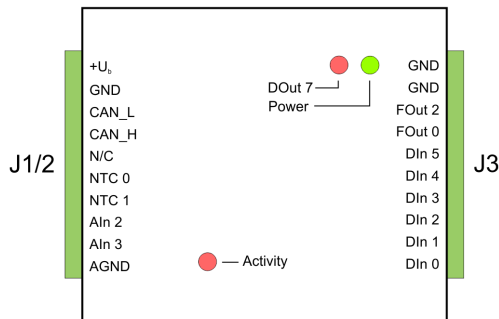 +Ub
GND
CAN_L
CAN_H
N/C
NTC 0
NTC 1
AIn 2
AIn 3
AGND
J1/2
DOut 7
Power
Activity
GND
GND
FOut 2
FOut 0
DIn 5
DIn 4
DIn 3
DIn 2
DIn 1
DIn 0
J3